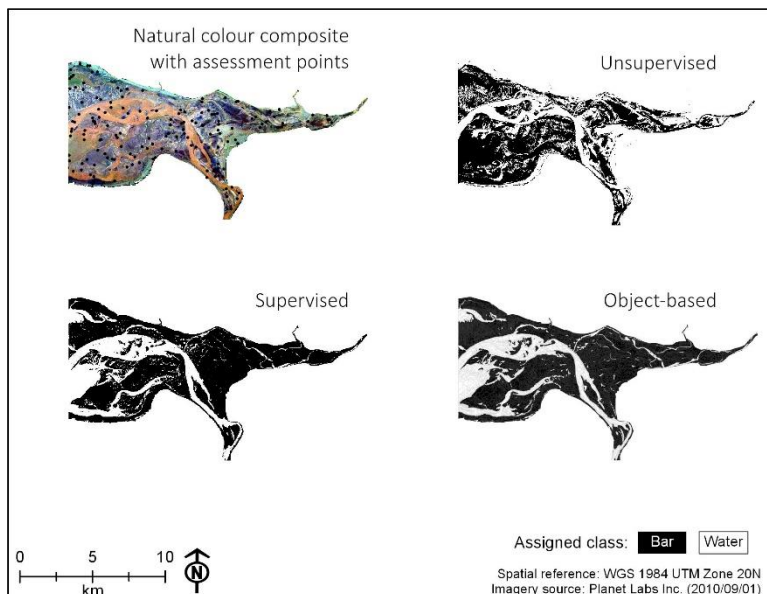 Natural colour composite
with assessment points
Unsupervised
Supervised
Object-based
0 5 10
km
N
Assigned class: Bar Water
Spatial reference: WGS 1984 UTM Zone 20N
Imagery source: Planet Labs Inc. (2010/09/01)